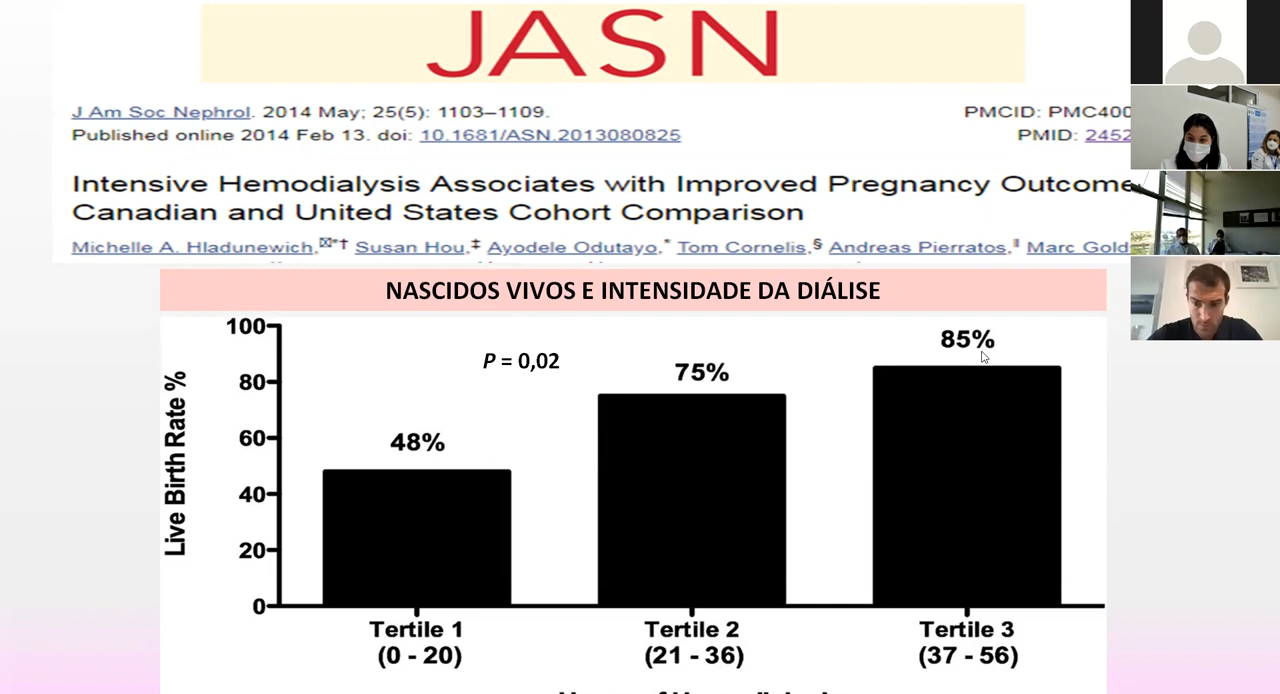 JASN
J Am Soc Nephrol. 2014 May; 25(5): 1103–1109.
PMCID: PMC400
Published online 2014 Feb 13. doi: 10.1681/ASN.2013080825
PMID: 2452
Intensive Hemodialysis Associates with Improved Pregnancy Outcome
Canadian and United States Cohort Comparison
Michelle A. Hladunewich,⊠*† Susan Hou,‡ Ayodele Odutayo,* Tom Cornelis,§ Andreas Pierratos,‖ Marc Gold
NASCIDOS VIVOS E INTENSIDADE DA DIÁLISE
Live Birth Rate %
100
80
60
40
20
0
P = 0,02
48%
75%
85%
Tertile 1
(0 - 20)
Tertile 2
(21 - 36)
Tertile 3
(37 - 56)